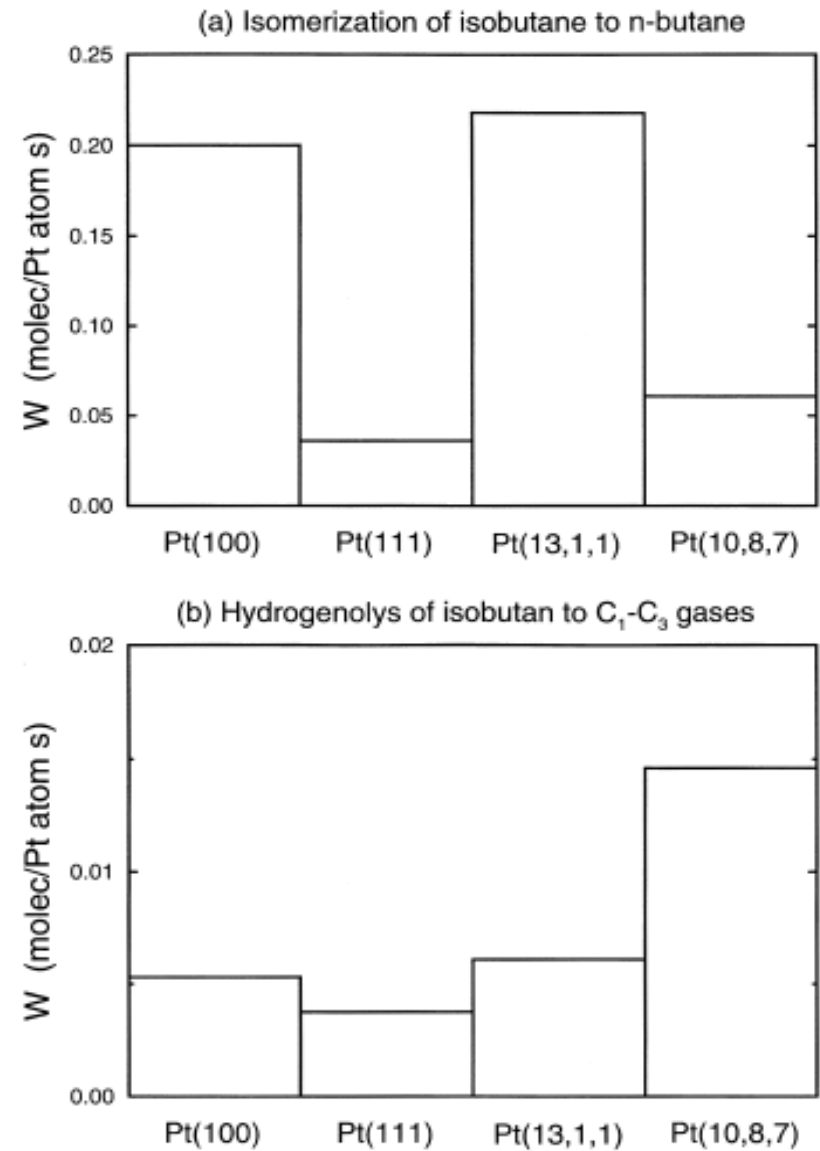 (a) Isomerization of isobutane to n-butane
0.25
0.20
0.15
0.10
0.05
0.00
W (molec/Pt atom s)
Pt(100) Pt(111) Pt(13,1,1) Pt(10,8,7)
(b) Hydrogenolys of isobutan to C₁-C₃ gases
0.02
0.01
0.00
W (molec/Pt atom s)
Pt(100) Pt(111) Pt(13,1,1) Pt(10,8,7)